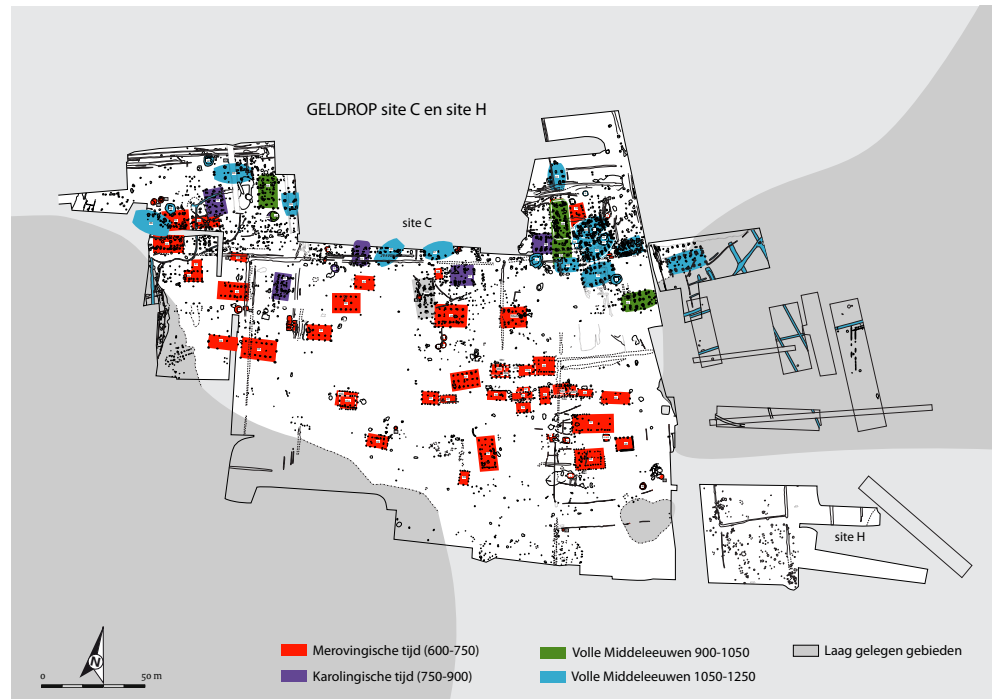 GELDROP site C en site H
site C
site H
N
0 50 m
Merovingische tijd (600-750)
Karolingische tijd (750-900)
Volle Middeleeuwen 900-1050
Volle Middeleeuwen 1050-1250
Laag gelegen gebieden